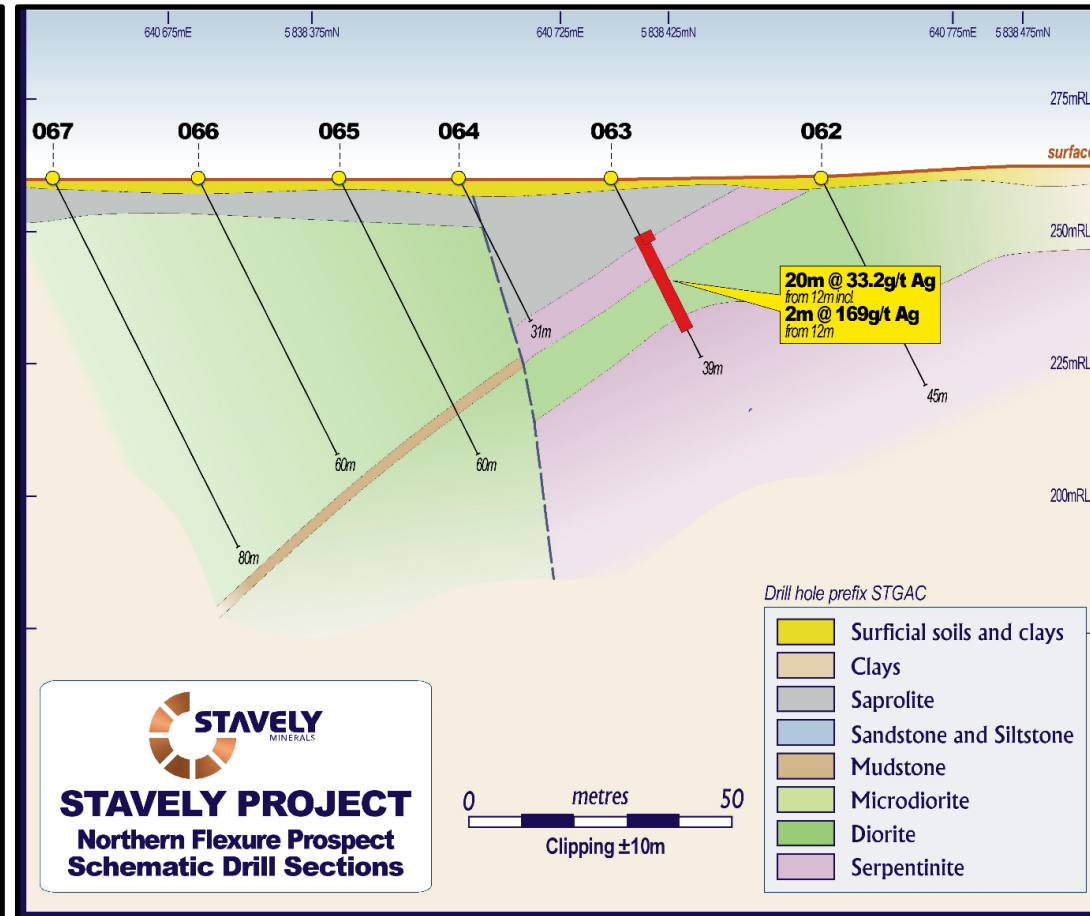 640 675mE
5 838 375mN
640 725mE
5 838 425mN
640 775mE
5 838 475mN
275mRL
067
066
065
064
063
062
surface
250mRL
20m @ 33.2g/t Ag
from 12m incl.
2m @ 169g/t Ag
from 12m
31m
39m
225mRL
45m
60m
60m
200mRL
80m
Drill hole prefix STGAC
Surficial soils and clays
Clays
Saprolite
Sandstone and Siltstone
Mudstone
Microdiorite
Diorite
Serpentinite
STAVELY
MINERALS
STAVELY PROJECT
Northern Flexure Prospect
Schematic Drill Sections
0 metres 50
Clipping ±10m